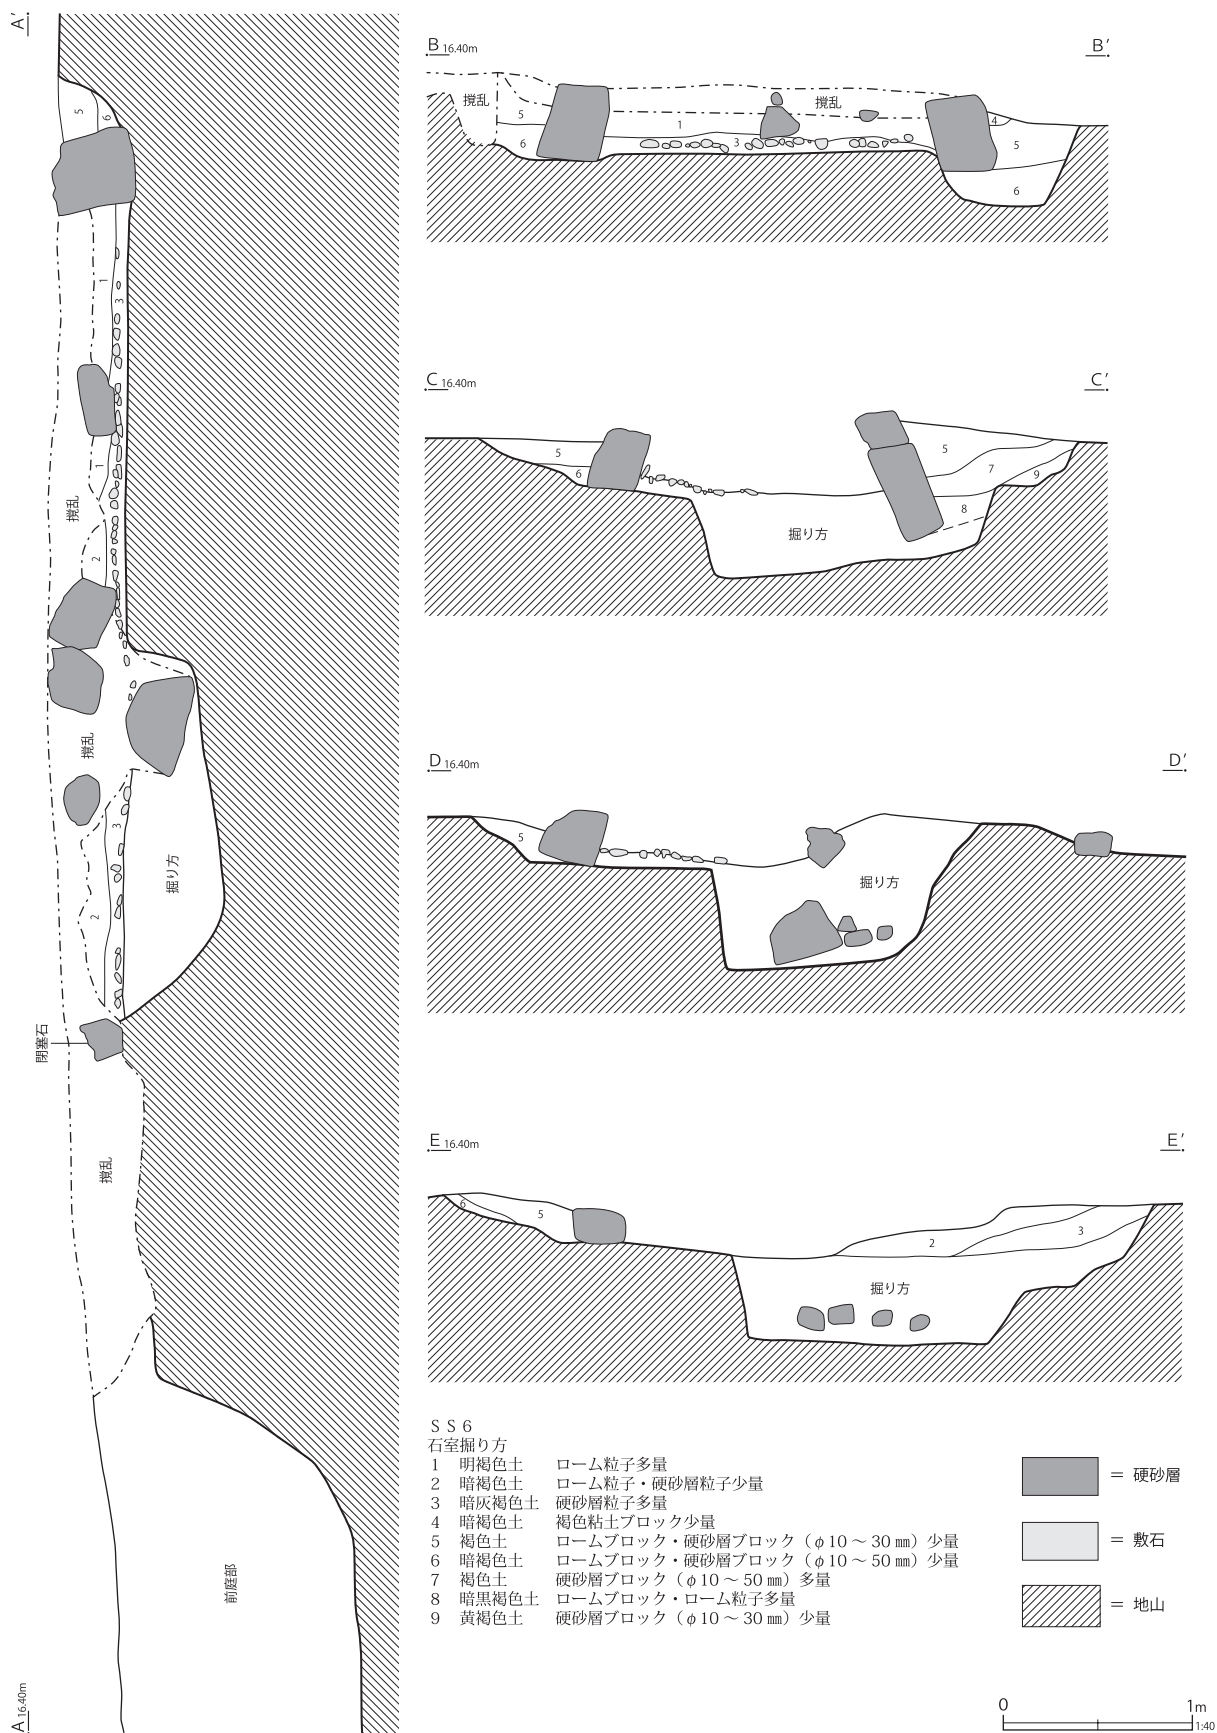 A′
5
6
1
3
1
撹乱
2
撹乱
3
掘り方
2
閉塞石
撹乱
前庭部
A 16.40m
B 16.40m
B′
撹乱
5
6
1
3
撹乱
4
5
6
C 16.40m
C′
5
6
掘り方
5
7
9
8
D 16.40m
D′
5
掘り方
E 16.40m
E′
6
5
2
3
掘り方
ＳＳ６
石室掘り方
1 明褐色土 ローム粒子多量
2 暗褐色土 ローム粒子・硬砂層粒子少量
3 暗灰褐色土 硬砂層粒子多量
4 暗褐色土 褐色粘土ブロック少量
5 褐色土 ロームブロック・硬砂層ブロック（φ10～30㎜）少量
6 暗褐色土 ロームブロック・硬砂層ブロック（φ10～50㎜）少量
7 褐色土 硬砂層ブロック（φ10～50㎜）多量
8 暗黒褐色土 ロームブロック・ローム粒子多量
9 黄褐色土 硬砂層ブロック（φ10～30㎜）少量
＝ 硬砂層
＝ 敷石
＝ 地山
0 1m
1:40